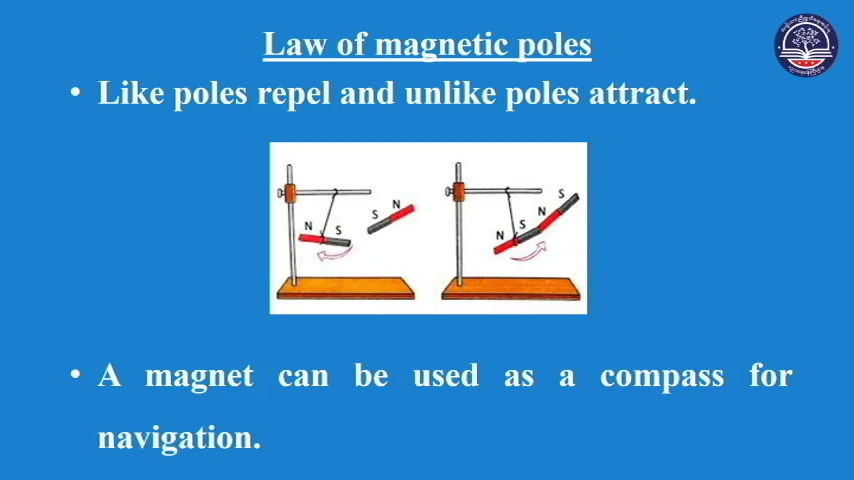 Law of magnetic poles
• Like poles repel and unlike poles attract.
N S S N
N S N S
• A magnet can be used as a compass for
navigation.